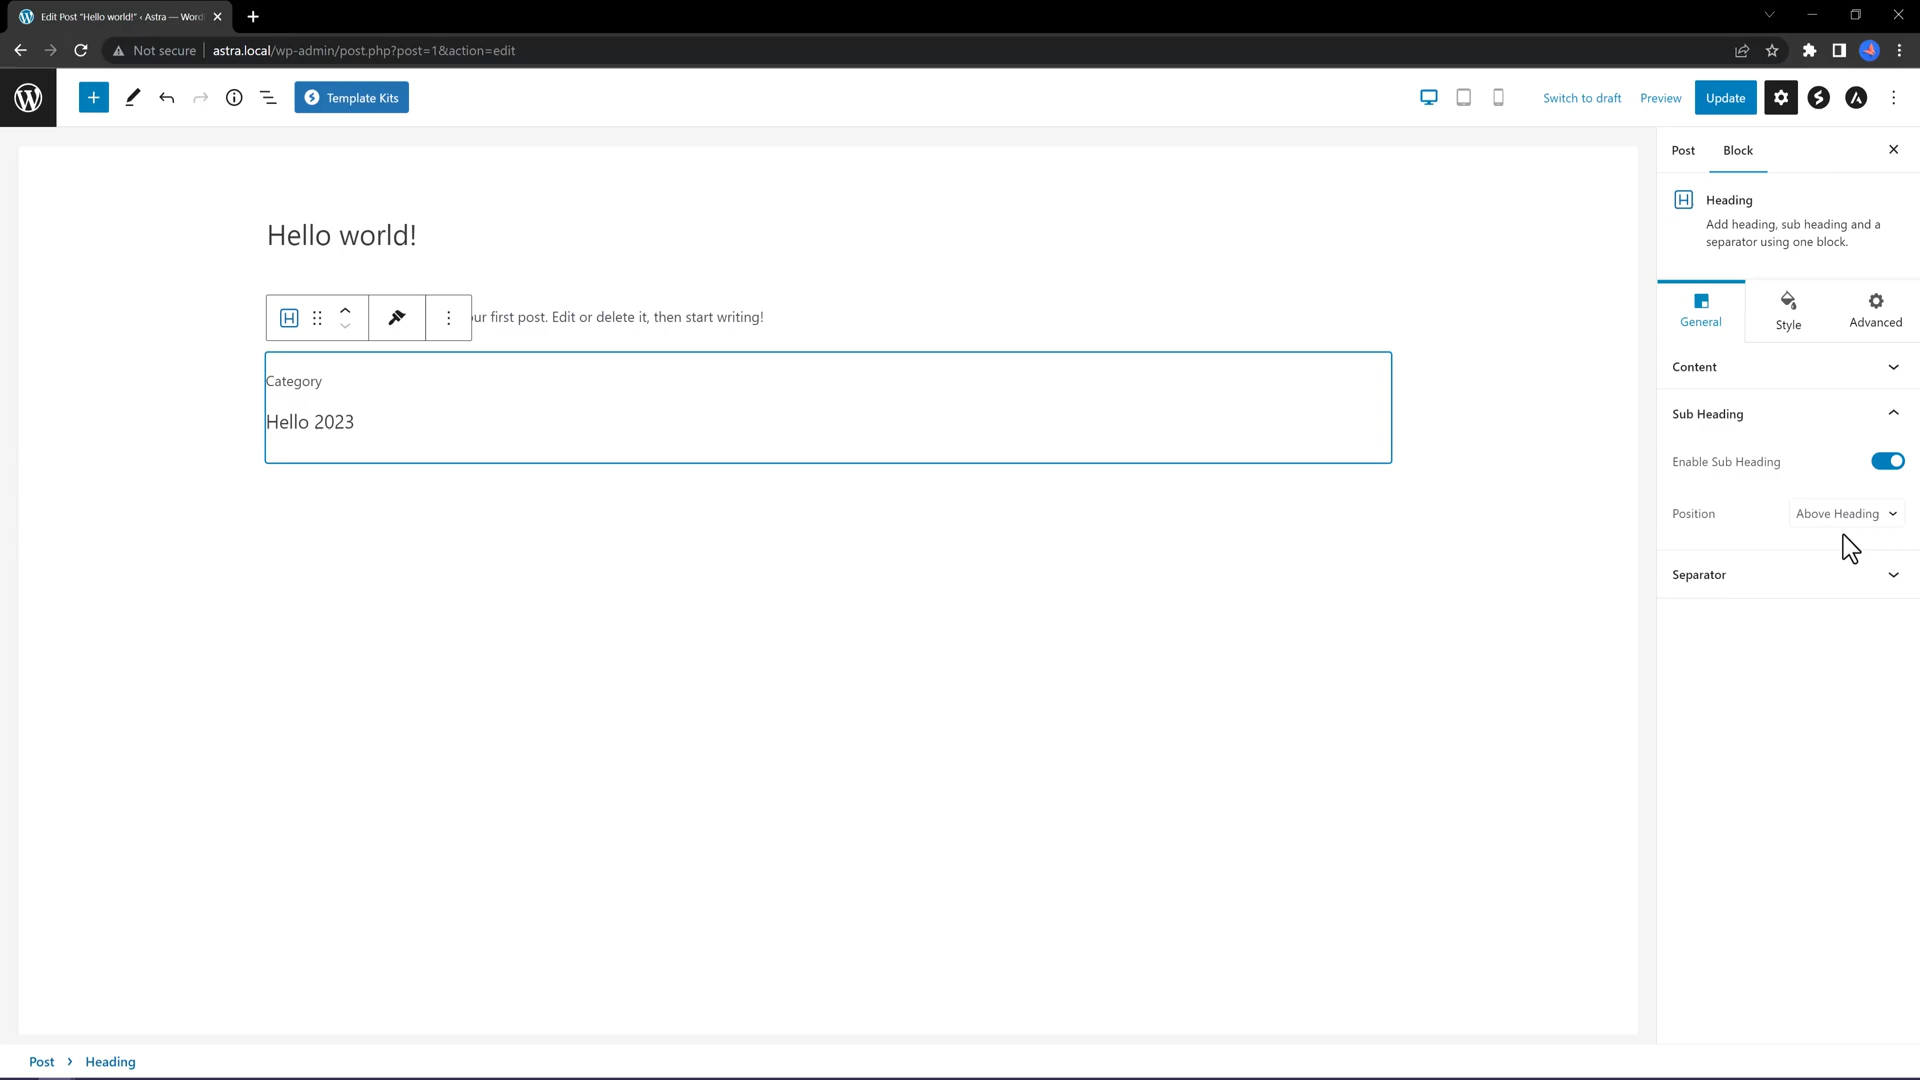 Edit Post "Hello world!" ‹ Astra — Word
Not secure astra.local/wp-admin/post.php?post=1&action=edit
Template Kits
Switch to draft
Preview
Update
Post
Block
Heading
Add heading, sub heading and a
separator using one block.
Hello world!
our first post. Edit or delete it, then start writing!
Category
Hello 2023
General
Style
Advanced
Content
Sub Heading
Enable Sub Heading
Position
Above Heading
Separator
Post
Heading